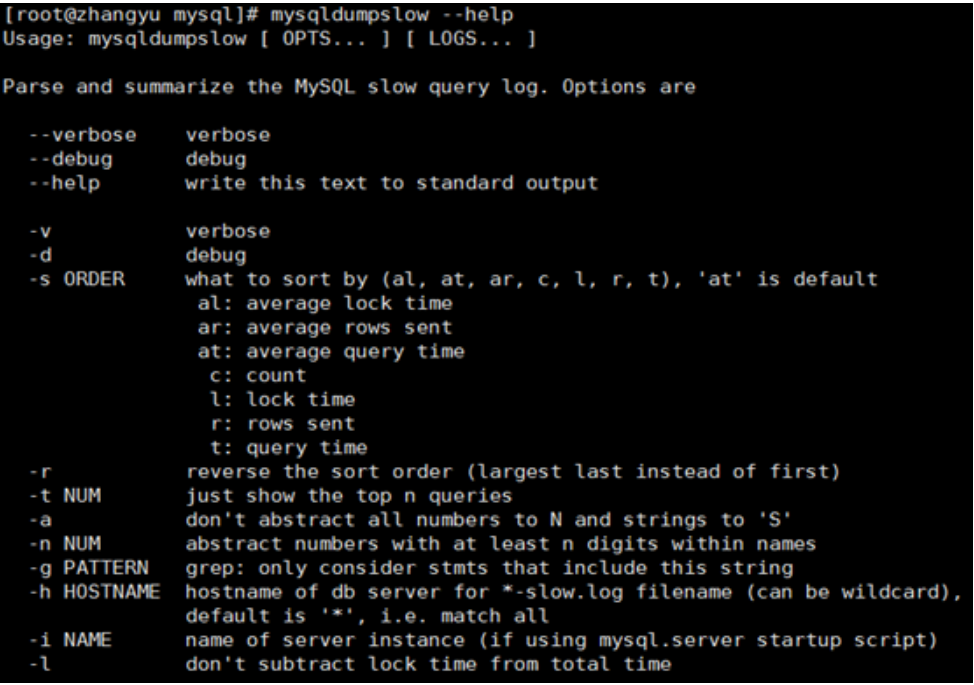 [root@zhangyu mysql]# mysqldumpslow --help
Usage: mysqldumpslow [ OPTS... ] [ LOGS... ]
Parse and summarize the MySQL slow query log. Options are
--verbose    verbose
--debug      debug
--help       write this text to standard output
-v           verbose
-d           debug
-s ORDER     what to sort by (al, at, ar, c, l, r, t), 'at' is default
al: average lock time
ar: average rows sent
at: average query time
c: count
l: lock time
r: rows sent
t: query time
-r           reverse the sort order (largest last instead of first)
-t NUM       just show the top n queries
-a           don't abstract all numbers to N and strings to 'S'
-n NUM       abstract numbers with at least n digits within names
-g PATTERN   grep: only consider stmts that include this string
-h HOSTNAME  hostname of db server for *-slow.log filename (can be wildcard),
default is '*', i.e. match all
-i NAME      name of server instance (if using mysql.server startup script)
-l           don't subtract lock time from total time